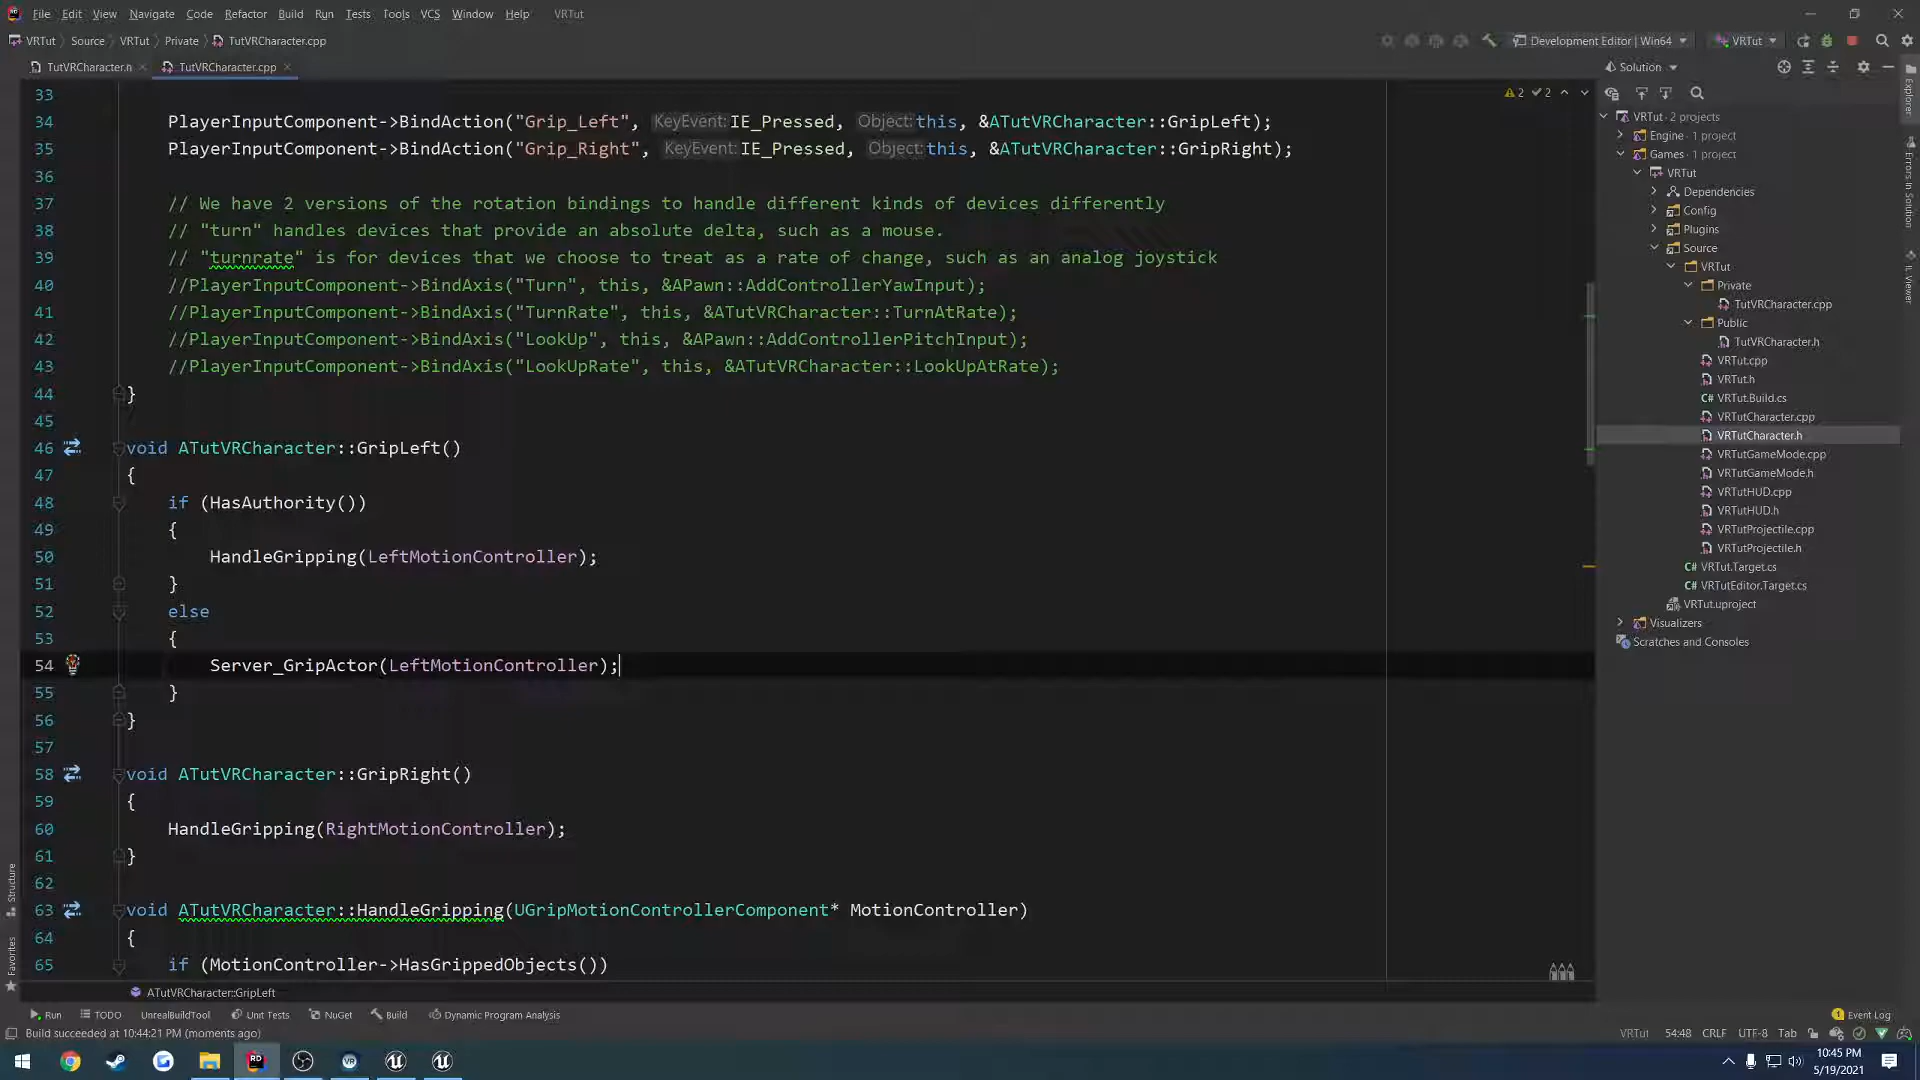 File Edit View Navigate Code Refactor Build Run Tests Tools VCS Window Help VRTut
VRTut Source VRTut Private TutVRCharacter.cpp
Development Editor | Win64 VRTut
TutVRCharacter.h TutVRCharacter.cpp
Solution
2 2
33
34 PlayerInputComponent->BindAction("Grip_Left", KeyEvent: IE_Pressed, Object: this, &ATutVRCharacter::GripLeft);
35 PlayerInputComponent->BindAction("Grip_Right", KeyEvent: IE_Pressed, Object: this, &ATutVRCharacter::GripRight);
36
37 // We have 2 versions of the rotation bindings to handle different kinds of devices differently
38 // "turn" handles devices that provide an absolute delta, such as a mouse.
39 // "turnrate" is for devices that we choose to treat as a rate of change, such as an analog joystick
40 //PlayerInputComponent->BindAxis("Turn", this, &APawn::AddControllerYawInput);
41 //PlayerInputComponent->BindAxis("TurnRate", this, &ATutVRCharacter::TurnAtRate);
42 //PlayerInputComponent->BindAxis("LookUp", this, &APawn::AddControllerPitchInput);
43 //PlayerInputComponent->BindAxis("LookUpRate", this, &ATutVRCharacter::LookUpAtRate);
44 }
45
46 void ATutVRCharacter::GripLeft()
47 {
48 if (HasAuthority())
49 {
50 HandleGripping(LeftMotionController);
51 }
52 else
53 {
54 Server_GripActor(LeftMotionController);
55 }
56 }
57
58 void ATutVRCharacter::GripRight()
59 {
60 HandleGripping(RightMotionController);
61 }
62
63 void ATutVRCharacter::HandleGripping(UGripMotionControllerComponent* MotionController)
64 {
65 if (MotionController->HasGrippedObjects())
VRTut · 2 projects
Engine · 1 project
Games · 1 project
VRTut
Dependencies
Config
Plugins
Source
VRTut
Private
TutVRCharacter.cpp
Public
TutVRCharacter.h
VRTut.cpp
VRTut.h
C# VRTut.Build.cs
VRTutCharacter.cpp
VRTutCharacter.h
VRTutGameMode.cpp
VRTutGameMode.h
VRTutHUD.cpp
VRTutHUD.h
VRTutProjectile.cpp
VRTutProjectile.h
C# VRTut.Target.cs
C# VRTutEditor.Target.cs
VRTut.uproject
Visualizers
Scratches and Consoles
Explorer
Errors In Solution
IL Viewer
Structure
Favorites
ATutVRCharacter::GripLeft
Run TODO UnrealBuildTool Unit Tests NuGet Build Dynamic Program Analysis
1 Event Log
Build succeeded at 10:44:21 PM (moments ago)
VRTut 54:48 CRLF UTF-8 Tab
RD VR
10:45 PM
5/19/2021